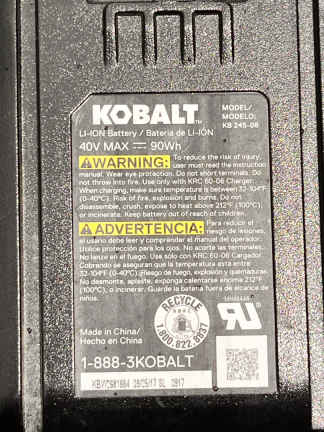 KOBALT™
MODEL/
MODELO:
KB 245-06
LI-ION Battery / Batería de LI-ION
40V MAX ⎓ 90Wh
⚠WARNING: To reduce the risk of injury,
user must read the instruction
manual. Wear eye protection. Do not short terminals. Do
not throw into fire. Use only with KRC 60-06 Charger.
When charging, make sure temperature is between 32-104°F
(0-40°C). Risk of fire, explosion and burns. Do not
disassemble, crush, expose to heat above 212°F (100°C),
or incinerate. Keep battery out of reach of children.
⚠ADVERTENCIA: Para reducir el
riesgo de lesiones,
el usario debe leer y comprender el manual del operador.
Utilice protección para los ojos. No acorte las terminales.
No lance en el fuego. Use solo con KRC 60-06 Cargador.
Cobrando se aseguran que la temperatura esta entre
32-104°F (0-40°C). Riesgo de fuego, explosión y quemaduras.
No desmonte, aplaste, exponga calentarse encima 212°F
(100°C), o incinerar. Guarde la batería fuera de alcance de
niños.
RECYCLE
RBRC
1.800.822.8837
Li-ion
Made in China/
Hecho en China
1-888-3KOBALT